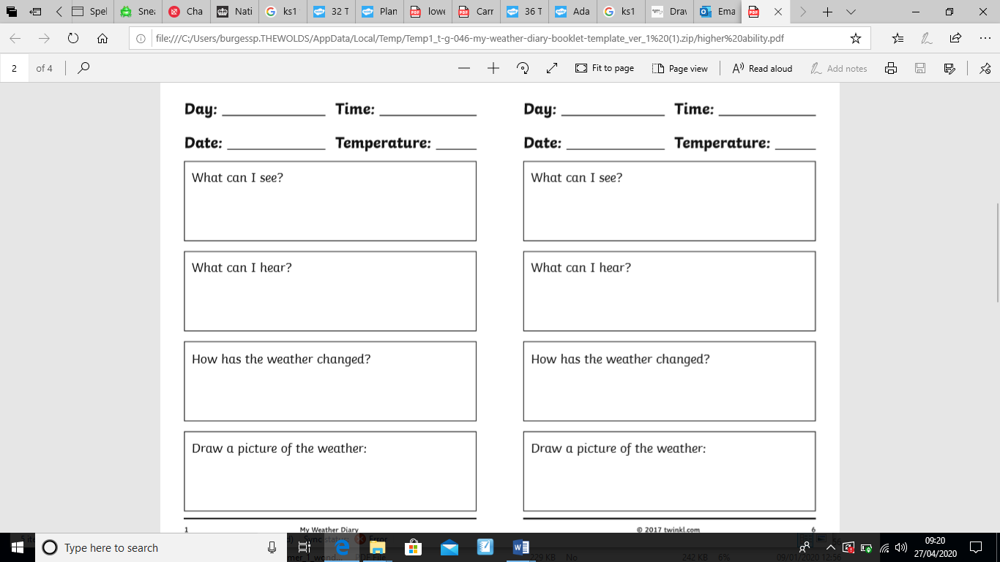 Spel
Snea
Cha
Nati
ks1
32 T
Plan
lowe
Carr
36 T
Ada
ks1
Drav
Ema
file:///C:/Users/burgessp.THEWOLDS/AppData/Local/Temp/Temp1_t-g-046-my-weather-diary-booklet-template_ver_1%20(1).zip/higher%20ability.pdf
2 of 4
Fit to page
Page view
Read aloud
Add notes
Day: Time:
Date: Temperature:
What can I see?
What can I hear?
How has the weather changed?
Draw a picture of the weather:
1 My Weather Diary
Day: Time:
Date: Temperature:
What can I see?
What can I hear?
How has the weather changed?
Draw a picture of the weather:
© 2017 twinkl.com 6
Type here to search
09:20
27/04/2020